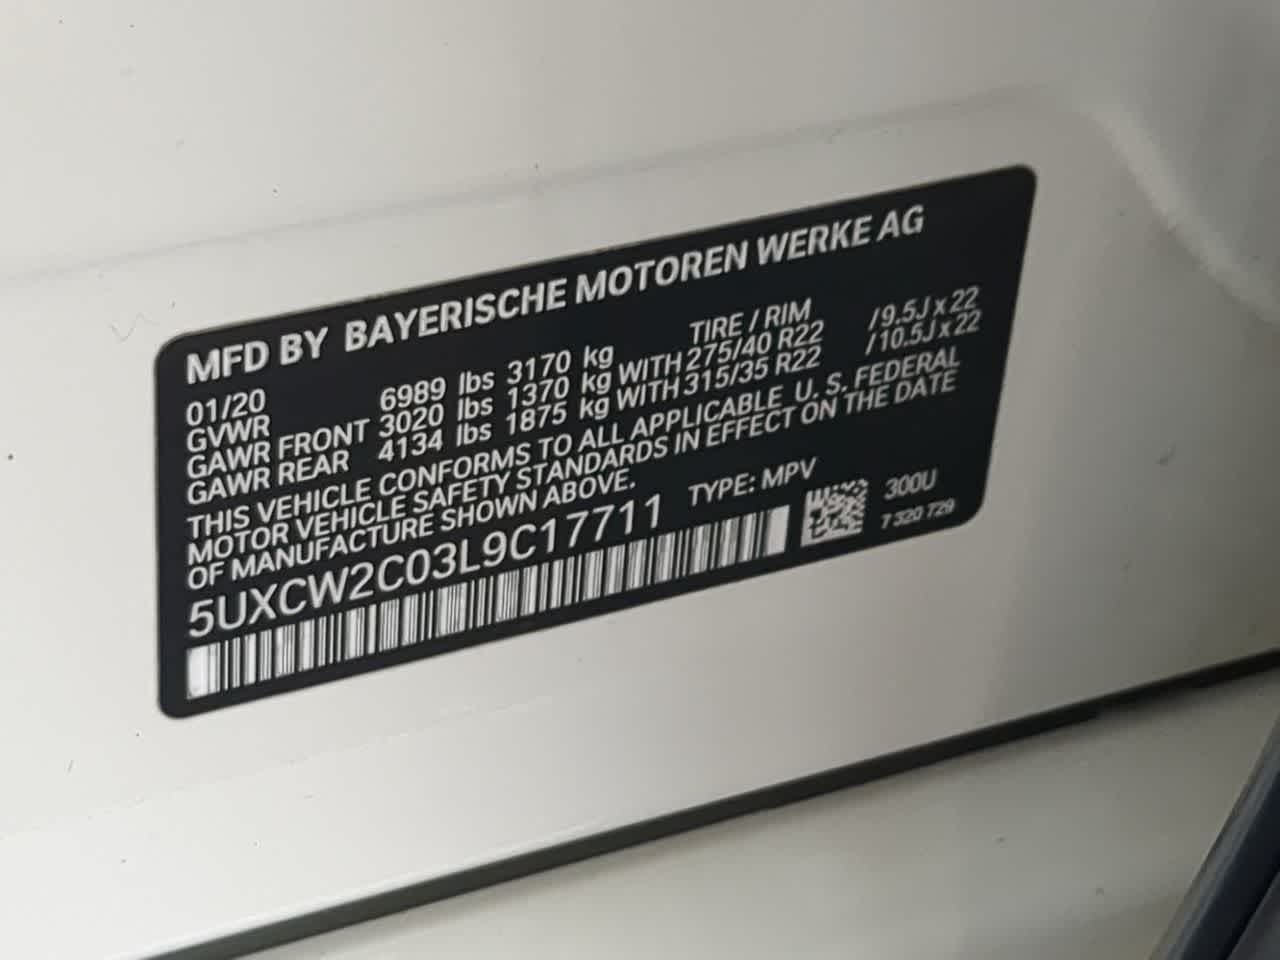 MFD BY BAYERISCHE MOTOREN WERKE AG
01/20 TIRE / RIM
GVWR 6989 lbs 3170 kg
GAWR FRONT 3020 lbs 1370 kg WITH 275/40 R22 /9.5J x 22
GAWR REAR 4134 lbs 1875 kg WITH 315/35 R22 /10.5J x 22
THIS VEHICLE CONFORMS TO ALL APPLICABLE U. S. FEDERAL
MOTOR VEHICLE SAFETY STANDARDS IN EFFECT ON THE DATE
OF MANUFACTURE SHOWN ABOVE.
5UXCW2C03L9C17711 TYPE: MPV
300U
7 320 729